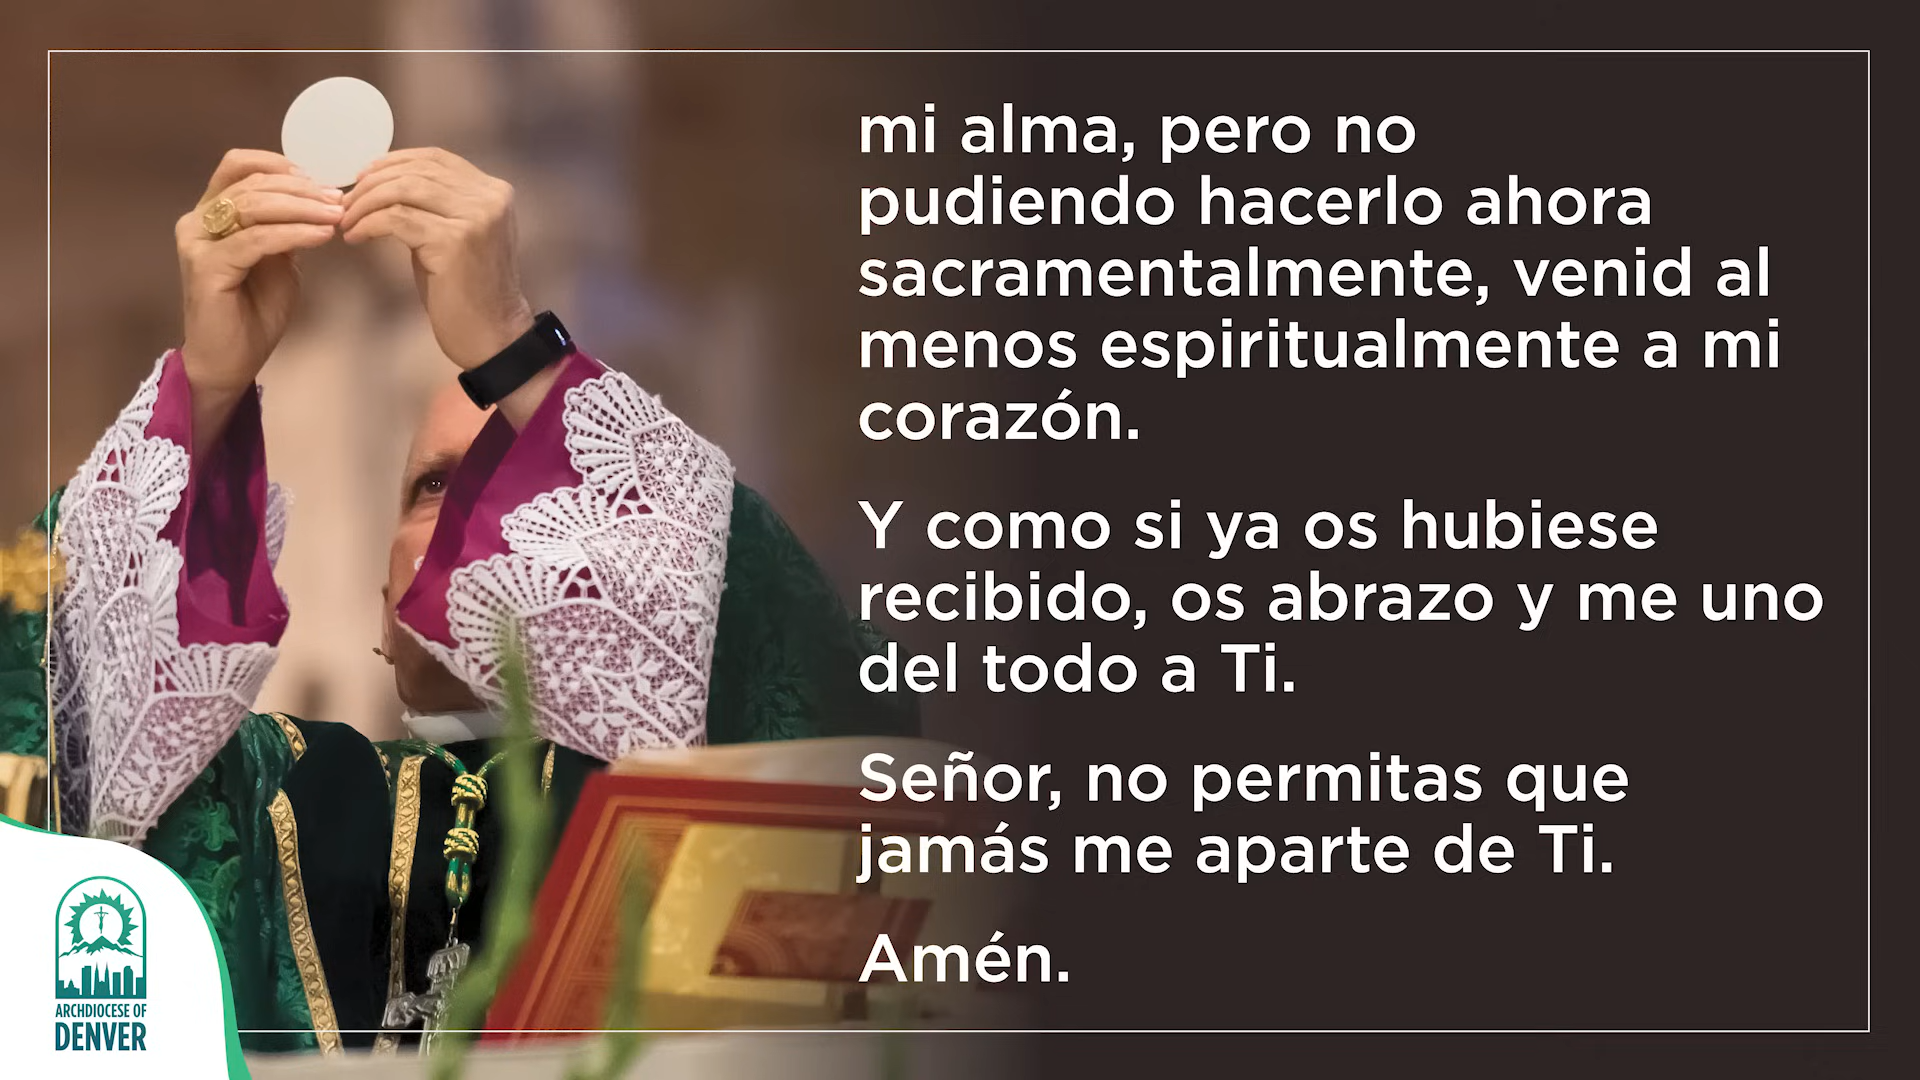 mi alma, pero no
pudiendo hacerlo ahora
sacramentalmente, venid al
menos espiritualmente a mi
corazón.
Y como si ya os hubiese
recibido, os abrazo y me uno
del todo a Ti.
Señor, no permitas que
jamás me aparte de Ti.
Amén.
ARCHDIOCESE OF
DENVER